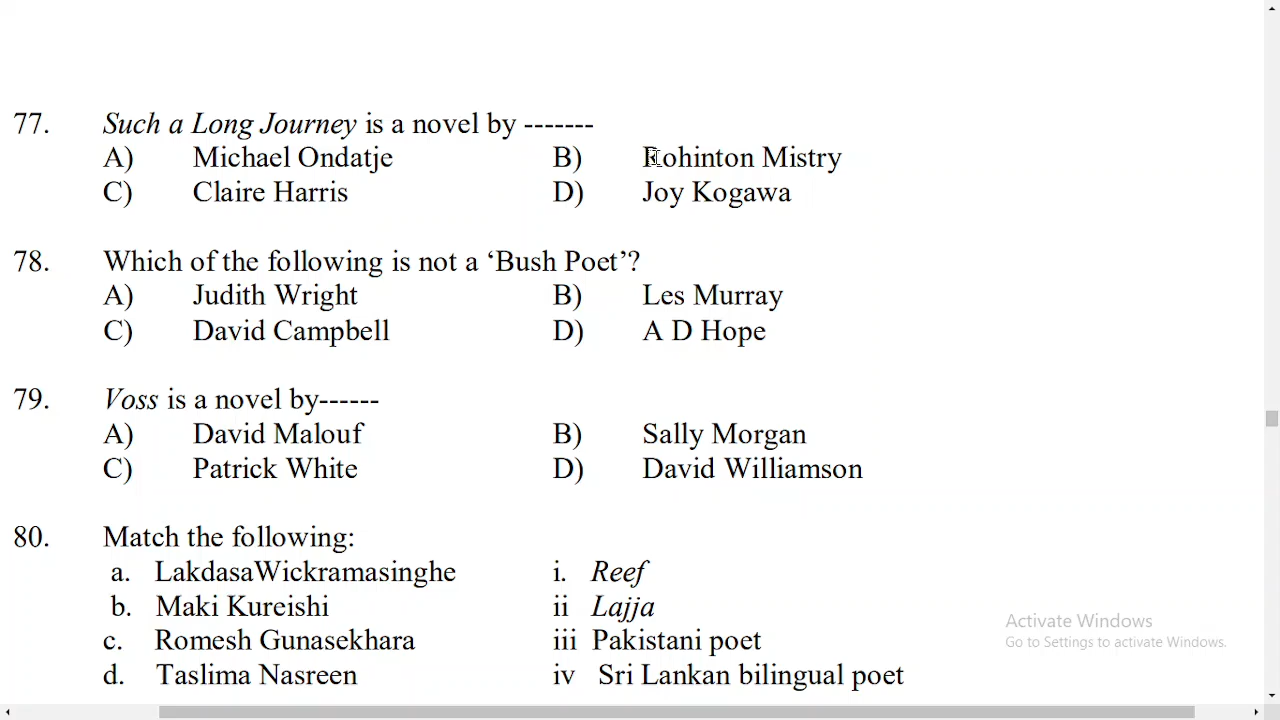 77. Such a Long Journey is a novel by -------
A) Michael Ondatje B) Rohinton Mistry
C) Claire Harris D) Joy Kogawa
78. Which of the following is not a ‘Bush Poet’?
A) Judith Wright B) Les Murray
C) David Campbell D) A D Hope
79. Voss is a novel by------
A) David Malouf B) Sally Morgan
C) Patrick White D) David Williamson
80. Match the following:
a. LakdasaWickramasinghe i. Reef
b. Maki Kureishi ii Lajja
c. Romesh Gunasekhara iii Pakistani poet
d. Taslima Nasreen iv Sri Lankan bilingual poet
Activate Windows
Go to Settings to activate Windows.